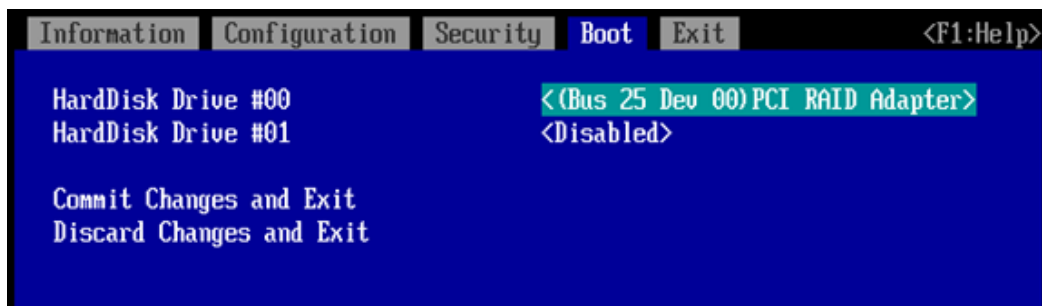 Information Configuration Security Boot Exit <F1:Help>
HardDisk Drive #00 <(Bus 25 Dev 00)PCI RAID Adapter>
HardDisk Drive #01 <Disabled>
Commit Changes and Exit
Discard Changes and Exit